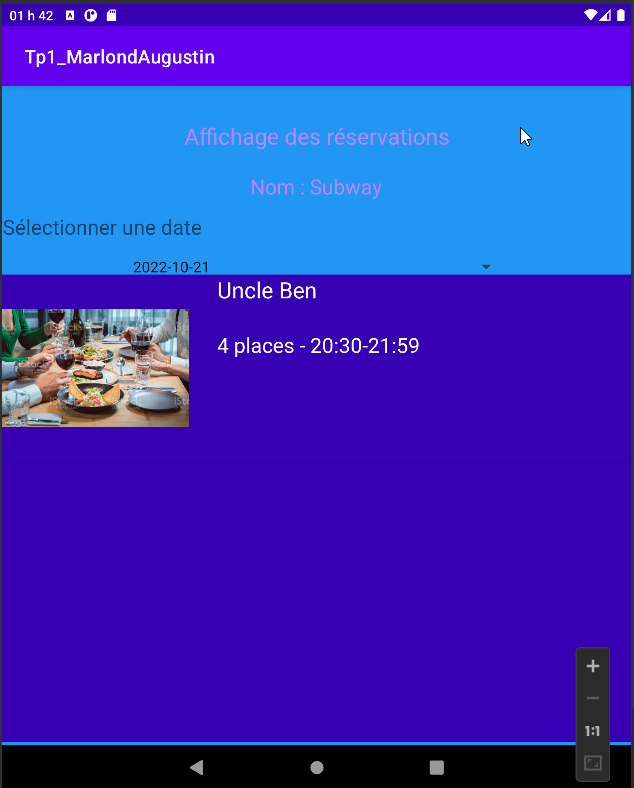 01 h 42
Tp1_MarlondAugustin
Affichage des réservations
Nom : Subway
Sélectionner une date
2022-10-21
Uncle Ben
4 places - 20:30-21:59
1:1